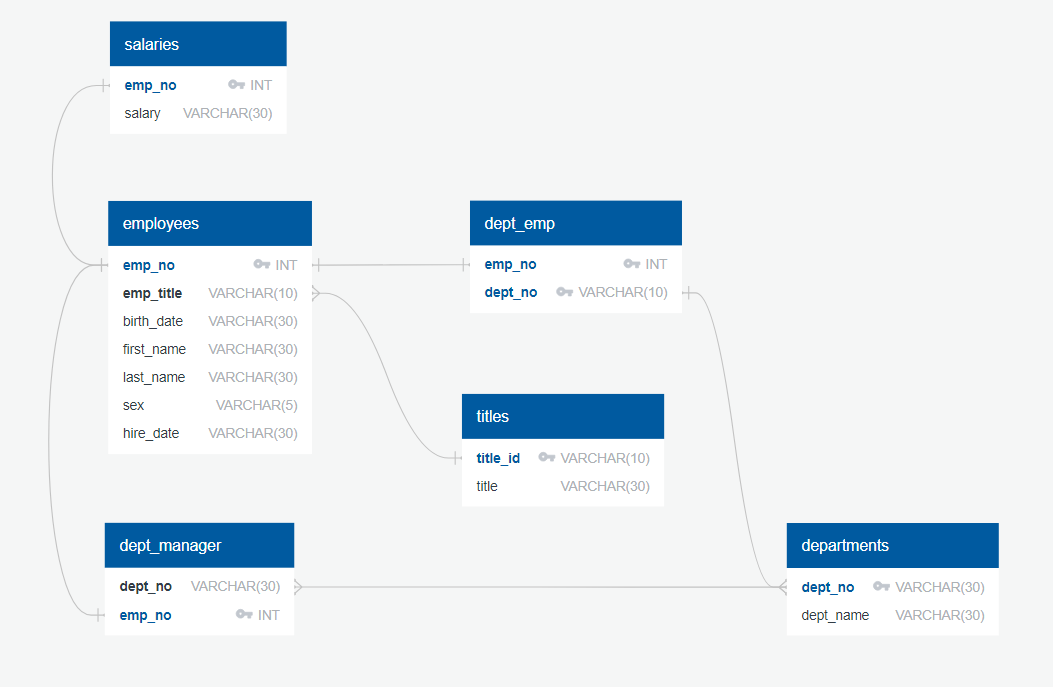 salaries
emp_no INT
salary VARCHAR(30)
employees
emp_no INT
emp_title VARCHAR(10)
birth_date VARCHAR(30)
first_name VARCHAR(30)
last_name VARCHAR(30)
sex VARCHAR(5)
hire_date VARCHAR(30)
dept_emp
emp_no INT
dept_no VARCHAR(10)
titles
title_id VARCHAR(10)
title VARCHAR(30)
dept_manager
dept_no VARCHAR(30)
emp_no INT
departments
dept_no VARCHAR(30)
dept_name VARCHAR(30)